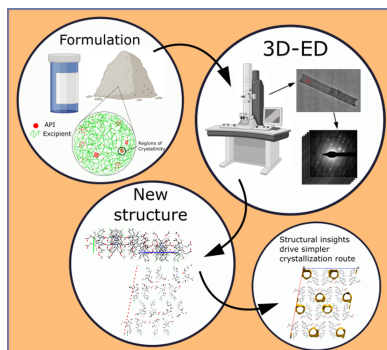 Formulation
API
Excipient
Regions of
Crystallinity
3D-ED
New
structure
Structural insights
drive simpler
crystallization route